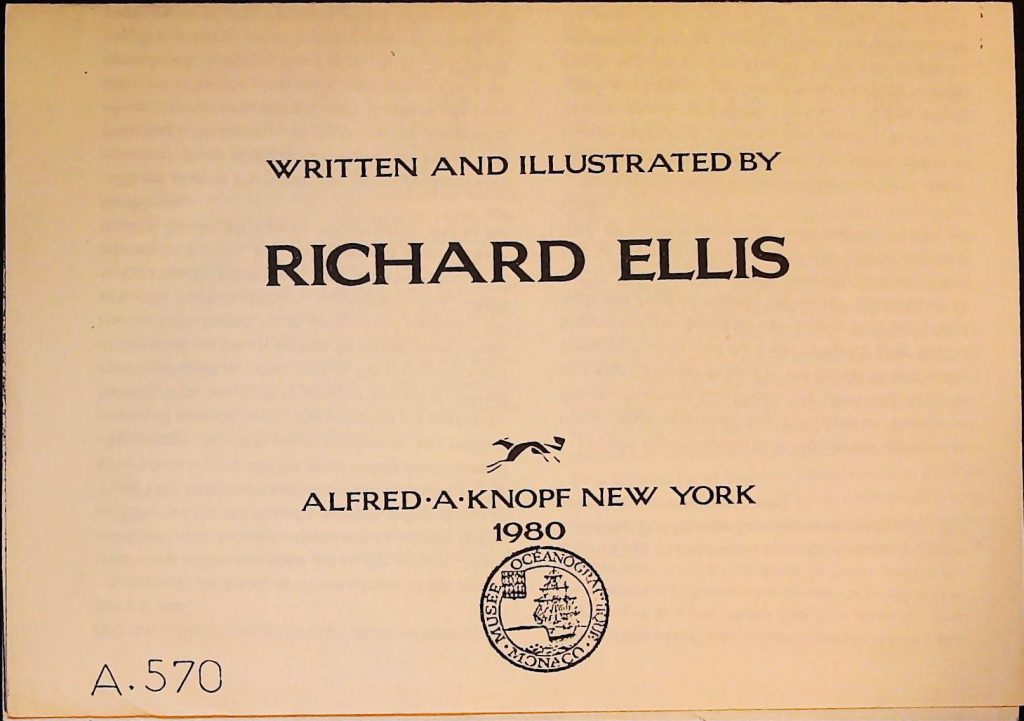 WRITTEN AND ILLUSTRATED BY
RICHARD ELLIS
ALFRED·A·KNOPF NEW YORK
1980
MUSÉE OCÉANOGRAPHIQUE · MONACO ·
A.570